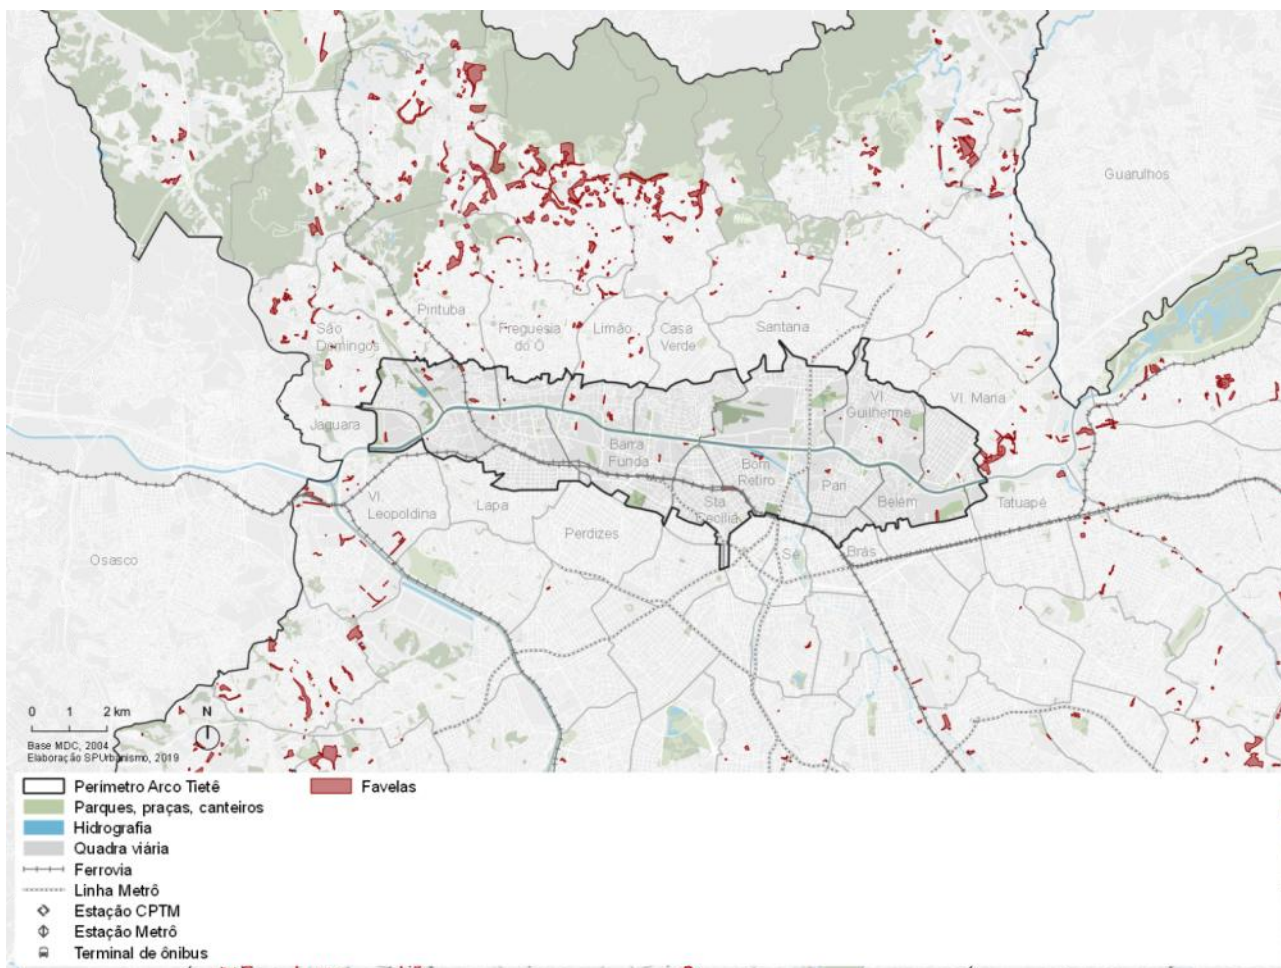 Guarulhos
Pirituba
São
Domingos
Freguesia
do Ó
Limão
Casa
Verde
Santana
Vl
Guilherme
Vl Maria
Jaguara
Barra
Funda
Bom
Retiro
Pari
Vl
Leopoldina
Lapa
Sta
Cecília
Belém
Tatuapé
Perdizes
Sé
Brás
Osasco
0 1 2 km
N
Base MDC, 2004
Elaboração SPUrbanismo, 2019
Perímetro Arco Tietê
Favelas
Parques, praças, canteiros
Hidrografia
Quadra viária
Ferrovia
Linha Metrô
Estação CPTM
Estação Metrô
Terminal de ônibus